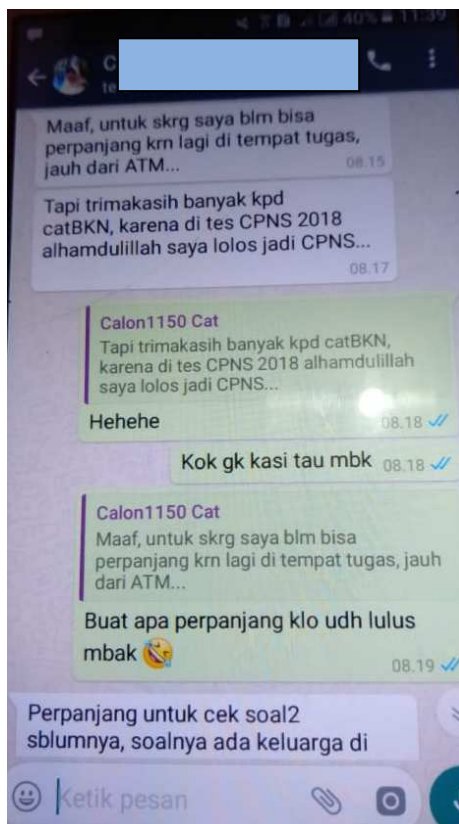 40% 11:39
C
te
Maaf, untuk skrg saya blm bisa
perpanjang krn lagi di tempat tugas,
jauh dari ATM...
08.15
Tapi trimakasih banyak kpd
catBKN, karena di tes CPNS 2018
alhamdulillah saya lolos jadi CPNS...
08.17
Calon1150 Cat
Tapi trimakasih banyak kpd catBKN,
karena di tes CPNS 2018 alhamdulillah
saya lolos jadi CPNS...
Hehehe
08.18
Kok gk kasi tau mbk 08.18
Calon1150 Cat
Maaf, untuk skrg saya blm bisa
perpanjang krn lagi di tempat tugas, jauh
dari ATM...
Buat apa perpanjang klo udh lulus
mbak
08.19
Perpanjang untuk cek soal2
sblumnya, soalnya ada keluarga di
Ketik pesan